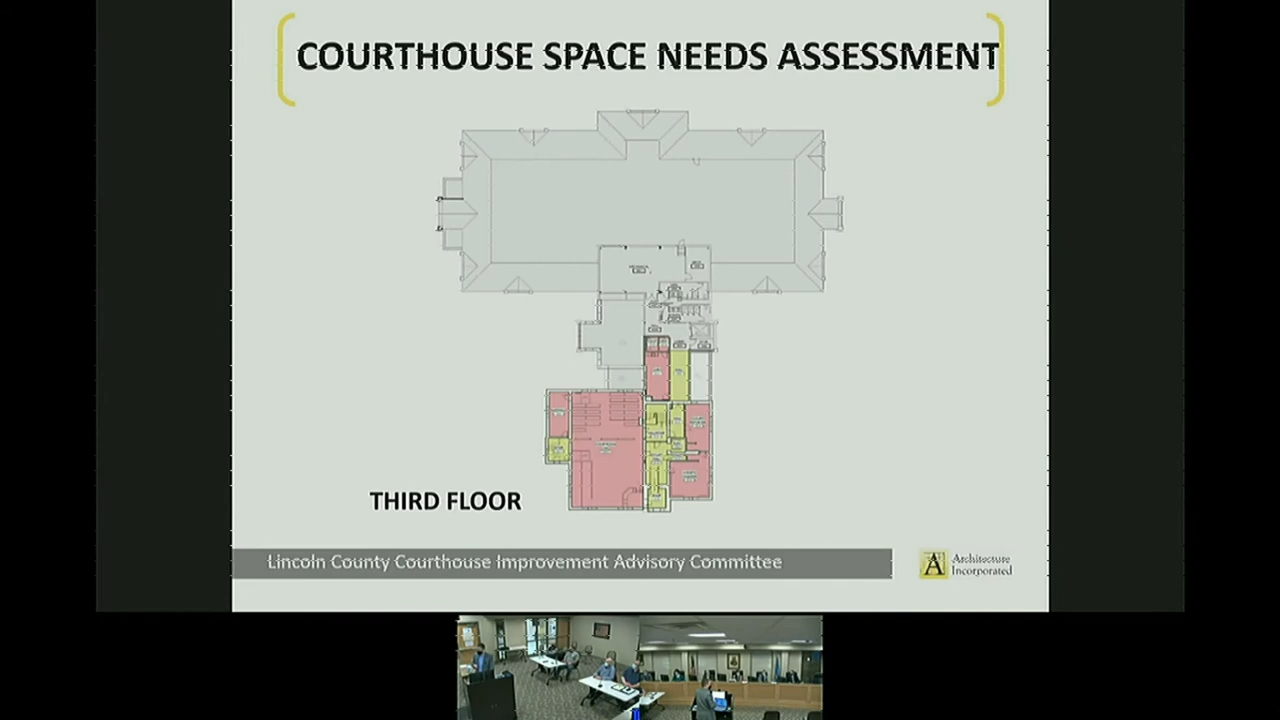 COURTHOUSE SPACE NEEDS ASSESSMENT
THIRD FLOOR
Lincoln County Courthouse Improvement Advisory Committee
A
Architecture
Incorporated